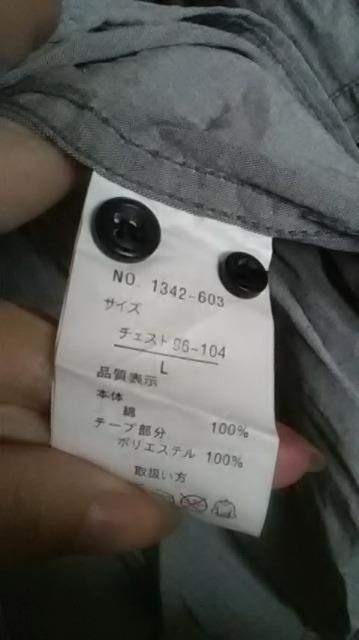 NO. 1342-603
サイズ
チェスト96-104
L
品質表示
本体
綿 100%
テープ部分
ポリエステル 100%
取扱い方